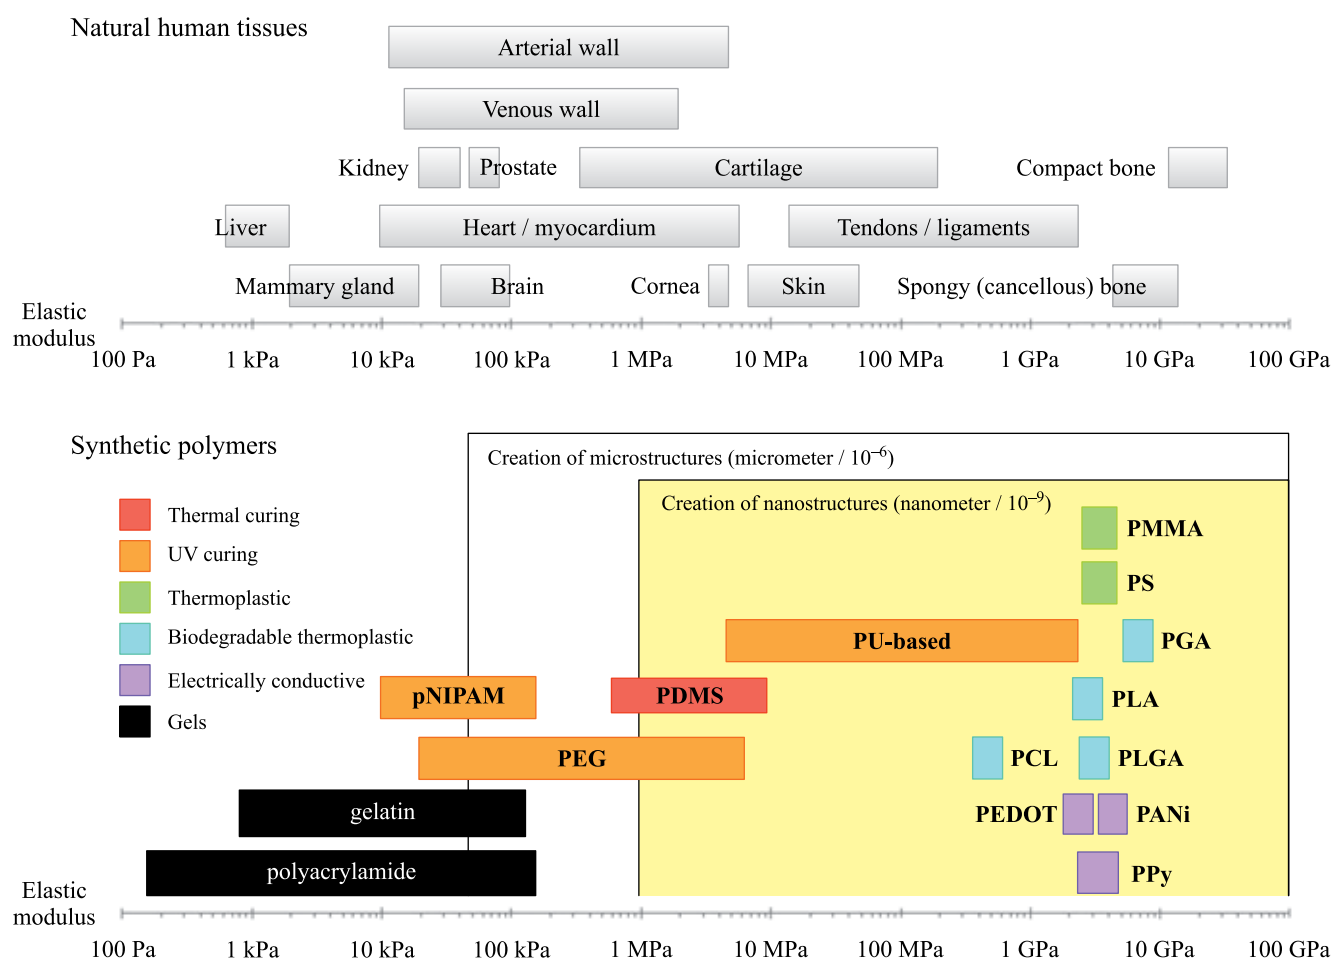 Natural human tissues
Arterial wall
Venous wall
Kidney
Prostate
Cartilage
Compact bone
Liver
Heart / myocardium
Tendons / ligaments
Mammary gland
Brain
Cornea
Skin
Spongy (cancellous) bone
Elastic
modulus
100 Pa
1 kPa
10 kPa
100 kPa
1 MPa
10 MPa
100 MPa
1 GPa
10 GPa
100 GPa
Synthetic polymers
Creation of microstructures (micrometer / 10⁻⁶)
Creation of nanostructures (nanometer / 10⁻⁹)
Thermal curing
UV curing
Thermoplastic
Biodegradable thermoplastic
Electrically conductive
Gels
PMMA
PS
PU-based
PGA
pNIPAM
PDMS
PLA
PEG
PCL
PLGA
gelatin
PEDOT
PANi
polyacrylamide
PPy
Elastic
modulus
100 Pa
1 kPa
10 kPa
100 kPa
1 MPa
10 MPa
100 MPa
1 GPa
10 GPa
100 GPa